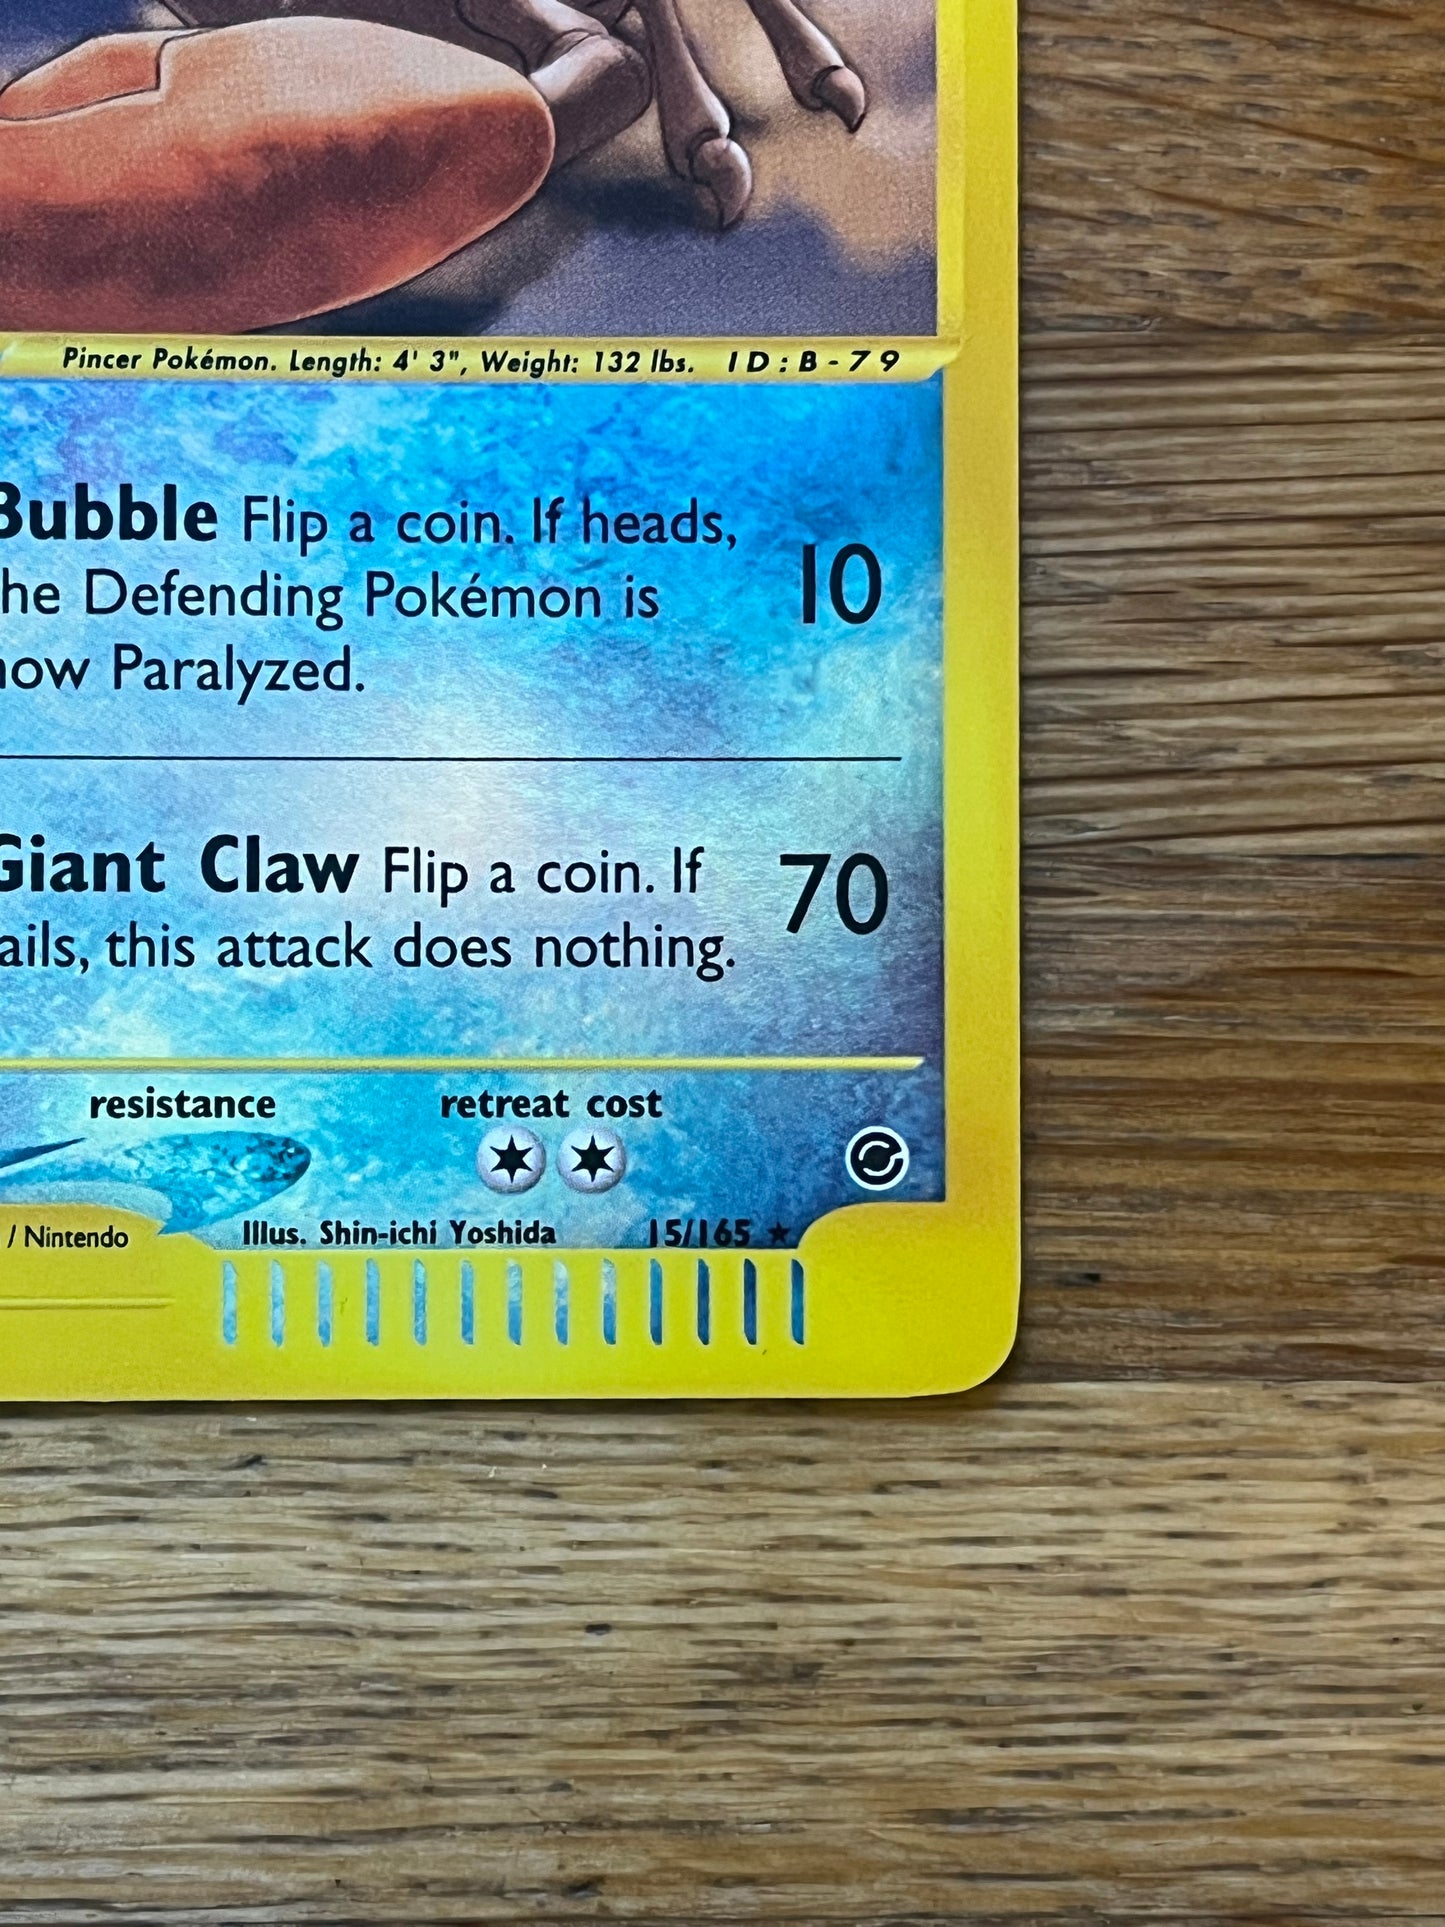 Pincer Pokémon. Length: 4' 3", Weight: 132 lbs. ID:B-79
Bubble Flip a coin. If heads,
he Defending Pokémon is
now Paralyzed.
10
Giant Claw Flip a coin. If
ails, this attack does nothing.
70
resistance
retreat cost
/ Nintendo
Illus. Shin-ichi Yoshida
15/165 ★